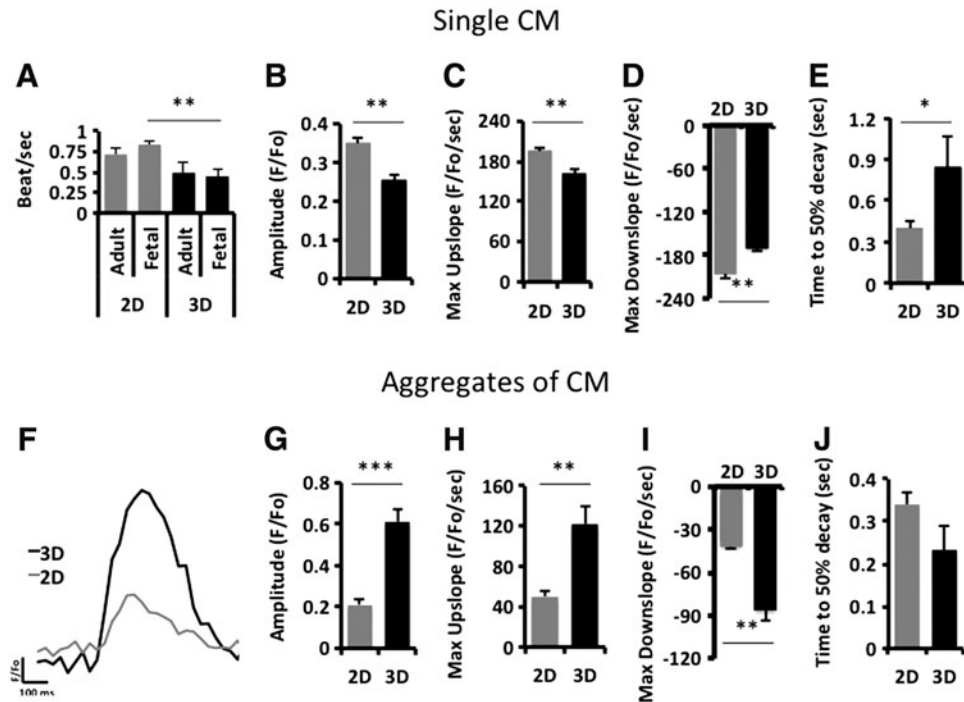 Single CM
A
**
Beat/sec
1
0.75
0.5
0.25
0
Adult
Fetal
Adult
Fetal
2D
3D
B
**
Amplitude (F/Fo)
0.4
0.3
0.2
0.1
0
2D 3D
C
**
Max Upslope (F/Fo/sec)
240
180
120
60
0
2D 3D
D
2D 3D
Max Downslope (F/Fo/sec)
0
-60
-120
-180
-240
**
E
*
Time to 50% decay (sec)
1.2
0.9
0.6
0.3
0
2D 3D
Aggregates of CM
F
3D
2D
F/Fo
100 ms
G
***
Amplitude (F/Fo)
0.8
0.6
0.4
0.2
0
2D 3D
H
**
Max Upslope (F/Fo/sec)
160
120
80
40
0
2D 3D
I
2D 3D
Max Downslope (F/Fo/sec)
0
-30
-60
-90
-120
**
J
Time to 50% decay (sec)
0.4
0.3
0.2
0.1
0
2D 3D